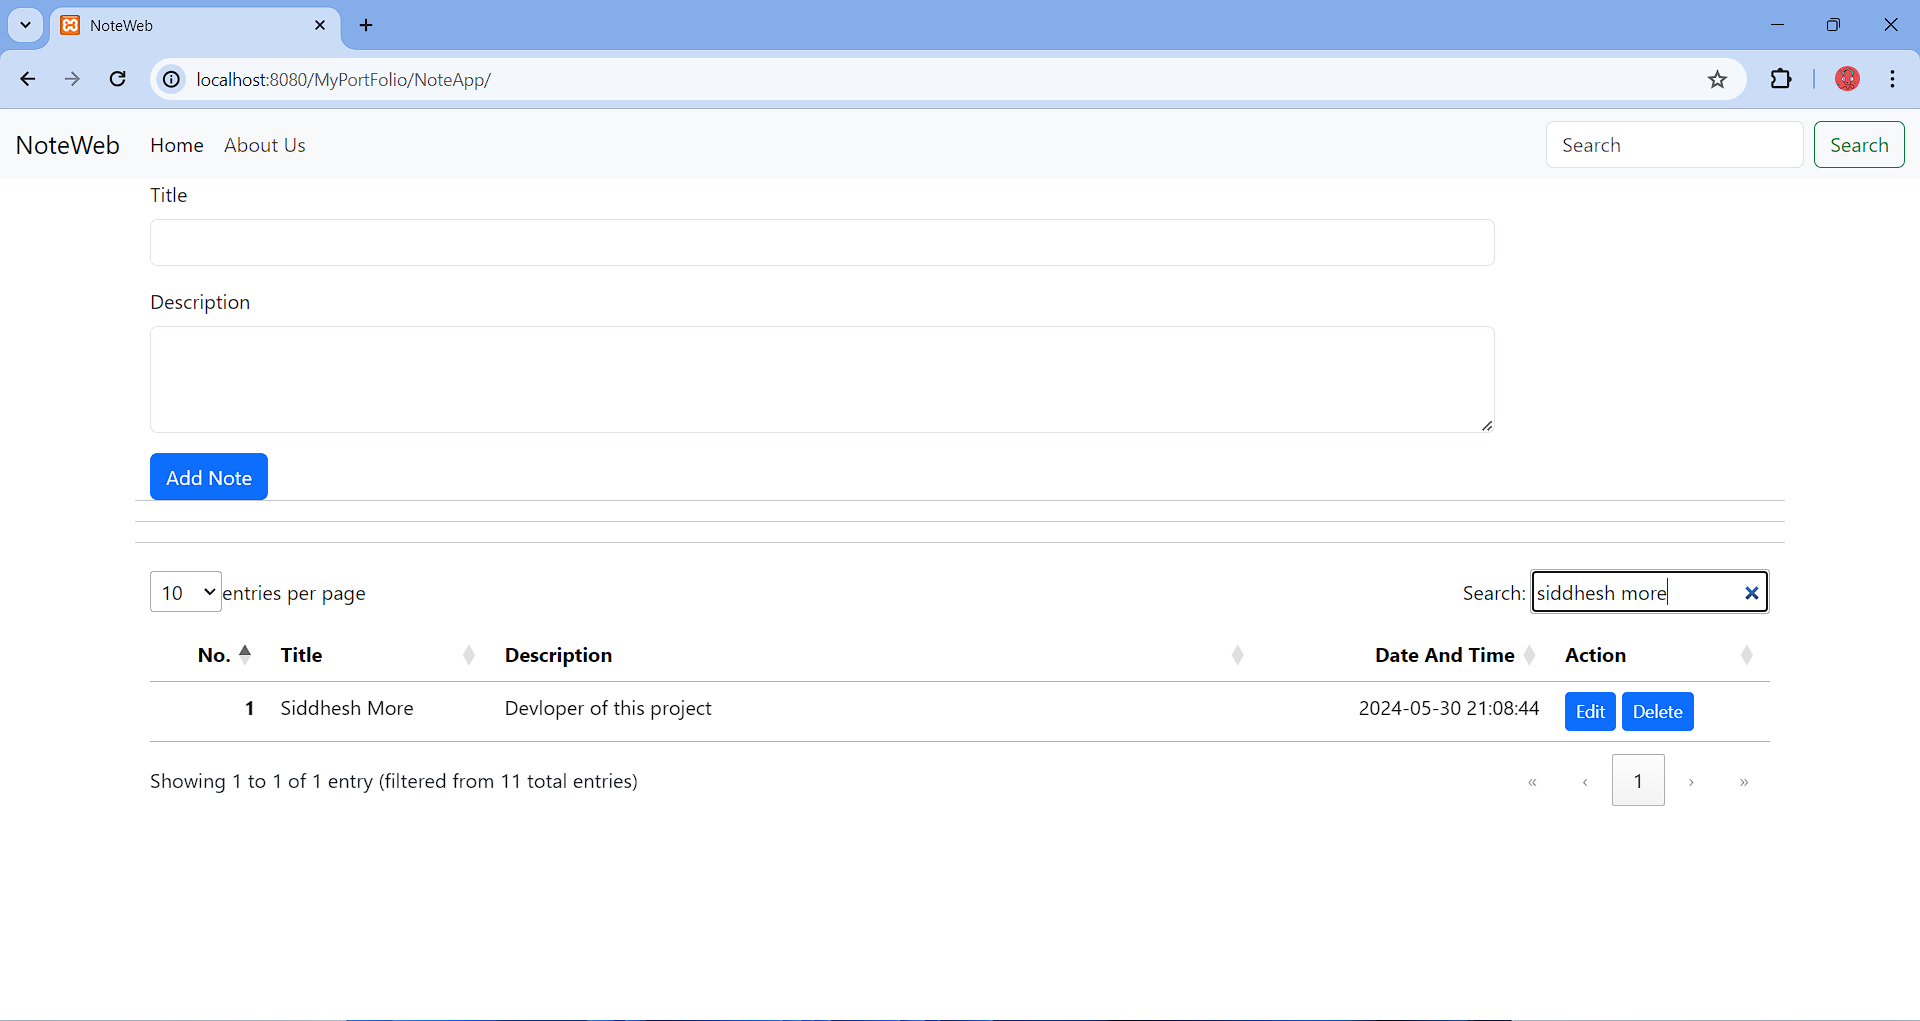 NoteWeb
localhost:8080/MyPortFolio/NoteApp/
NoteWeb Home About Us Search Search
Title
Description
Add Note
10 entries per page Search: siddhesh more
No. Title Description Date And Time Action
1 Siddhesh More Devloper of this project 2024-05-30 21:08:44 Edit Delete
Showing 1 to 1 of 1 entry (filtered from 11 total entries) « ‹ 1 › »